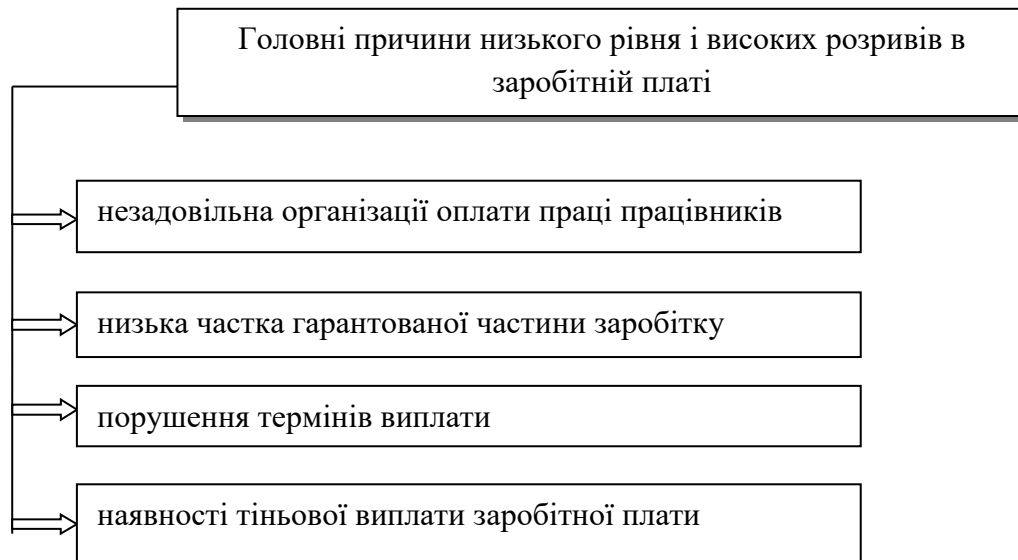 Головні причини низького рівня і високих розривів в
заробітній платі
незадовільна організації оплати праці працівників
низька частка гарантованої частини заробітку
порушення термінів виплати
наявності тіньової виплати заробітної плати